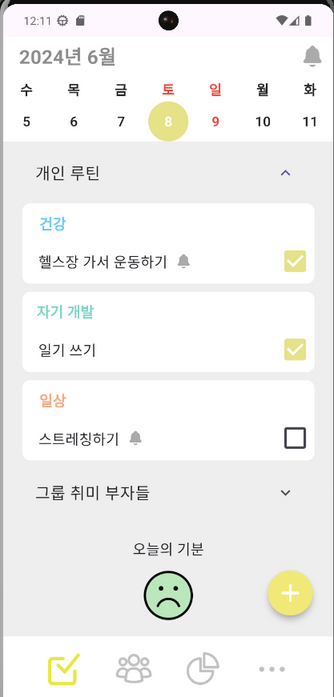 12:11
2024년 6월
수 목 금 토 일 월 화
5 6 7 8 9 10 11
개인 루틴
건강
헬스장 가서 운동하기
자기 개발
일기 쓰기
일상
스트레칭하기
그룹 취미 부자들
오늘의 기분